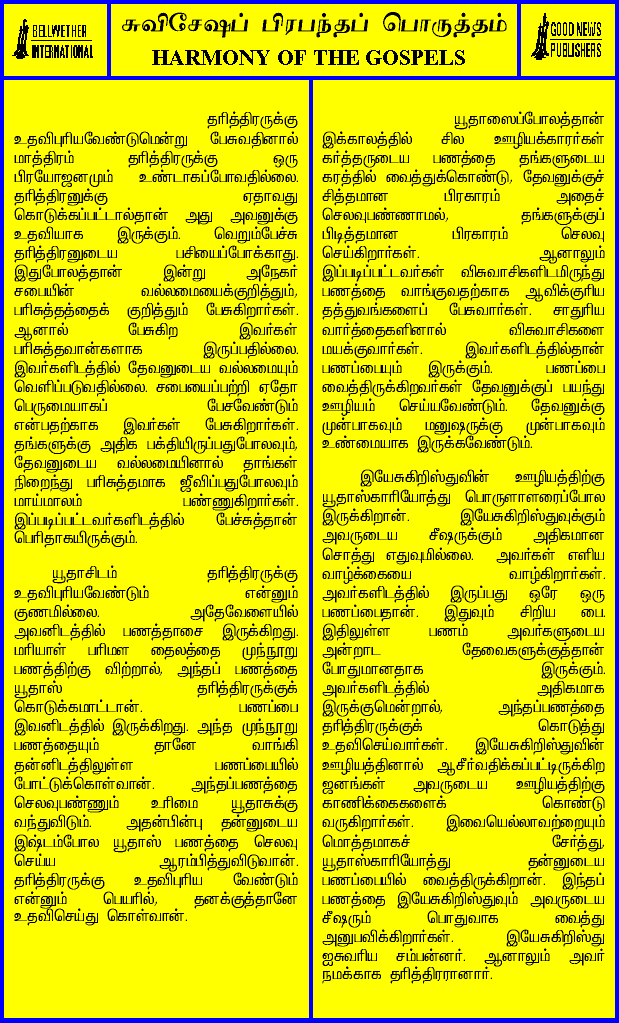 BELLWETHER
INTERNATIONAL
சுவிசேஷப் பிரபந்தப் பொருத்தம்
HARMONY OF THE GOSPELS
GOOD NEWS
PUBLISHERS
தரித்திரருக்கு
உதவிபுரியவேண்டுமென்று பேசுவதினால்
மாத்திரம் தரித்திரருக்கு ஒரு
பிரயோஜனமும் உண்டாகப்போவதில்லை.
தரித்திரனுக்கு ஏதாவது
கொடுக்கப்பட்டால்தான் அது அவனுக்கு
உதவியாக இருக்கும். வெறும்பேச்சு
தரித்திரனுடைய பசியைப்போக்காது.
இதுபோலத்தான் இன்று அநேகர்
சபையின் வல்லமையைக்குறித்தும்,
பரிசுத்தத்தைக் குறித்தும் பேசுகிறார்கள்.
ஆனால் பேசுகிற இவர்கள்
பரிசுத்தவான்களாக இருப்பதில்லை.
இவர்களிடத்தில் தேவனுடைய வல்லமையும்
வெளிப்படுவதில்லை. சபையைப்பற்றி ஏதோ
பெருமையாகப் பேசவேண்டும்
என்பதற்காக இவர்கள் பேசுகிறார்கள்.
தங்களுக்கு அதிக பக்தியிருப்பதுபோலவும்,
தேவனுடைய வல்லமையினால் தாங்கள்
நிறைந்து பரிசுத்தமாக ஜீவிப்பதுபோலவும்
மாய்மாலம் பண்ணுகிறார்கள்.
இப்படிப்பட்டவர்களிடத்தில் பேச்சுத்தான்
பெரிதாகயிருக்கும்.
யூதாசிடம் தரித்திரருக்கு
உதவிபுரியவேண்டும் என்னும்
குணமில்லை. அதேவேளையில்
அவனிடத்தில் பணத்தாசை இருக்கிறது.
மரியாள் பரிமள தைலத்தை முந்நூறு
பணத்திற்கு விற்றால், அந்தப் பணத்தை
யூதாஸ் தரித்திரருக்குக்
கொடுக்கமாட்டான். பணப்பை
இவனிடத்தில் இருக்கிறது. அந்த முந்நூறு
பணத்தையும் தானே வாங்கி
தன்னிடத்திலுள்ள பணப்பையில்
போட்டுக்கொள்வான். அந்தப்பணத்தை
செலவுபண்ணும் உரிமை யூதாசுக்கு
வந்துவிடும். அதன்பின்பு தன்னுடைய
இஷ்டம்போல யூதாஸ் பணத்தை செலவு
செய்ய ஆரம்பித்துவிடுவான்.
தரித்திரருக்கு உதவிபுரிய வேண்டும்
என்னும் பெயரில், தனக்குத்தானே
உதவிசெய்து கொள்வான்.
யூதாஸைப்போலத்தான்
இக்காலத்தில் சில ஊழியக்காரர்கள்
கர்த்தருடைய பணத்தை தங்களுடைய
கரத்தில் வைத்துக்கொண்டு, தேவனுக்குச்
சித்தமான பிரகாரம் அதைச்
செலவுபண்ணாமல், தங்களுக்குப்
பிடித்தமான பிரகாரம் செலவு
செய்கிறார்கள். ஆனாலும்
இப்படிப்பட்டவர்கள் விசுவாசிகளிடமிருந்து
பணத்தை வாங்குவதற்காக ஆவிக்குரிய
தத்துவங்களைப் பேசுவார்கள். சாதுரிய
வார்த்தைகளினால் விசுவாசிகளை
மயக்குவார்கள். இவர்களிடத்தில்தான்
பணப்பையும் இருக்கும். பணப்பை
வைத்திருக்கிறவர்கள் தேவனுக்குப் பயந்து
ஊழியம் செய்யவேண்டும். தேவனுக்கு
முன்பாகவும் மனுஷருக்கு முன்பாகவும்
உண்மையாக இருக்கவேண்டும்.
இயேசுகிறிஸ்துவின் ஊழியத்திற்கு
யூதாஸ்காரியோத்து பொருளாளரைப்போல
இருக்கிறான். இயேசுகிறிஸ்துவுக்கும்
அவருடைய சீஷருக்கும் அதிகமான
சொத்து எதுவுமில்லை. அவர்கள் எளிய
வாழ்க்கையை வாழ்கிறார்கள்.
அவர்களிடத்தில் இருப்பது ஒரே ஒரு
பணப்பைதான். இதுவும் சிறிய பை.
இதிலுள்ள பணம் அவர்களுடைய
அன்றாட தேவைகளுக்குத்தான்
போதுமானதாக இருக்கும்.
அவர்களிடத்தில் அதிகமாக
இருக்குமென்றால், அந்தப்பணத்தை
தரித்திரருக்குக் கொடுத்து
உதவிசெய்வார்கள். இயேசுகிறிஸ்துவின்
ஊழியத்தினால் ஆசீர்வதிக்கப்பட்டிருக்கிற
ஜனங்கள் அவருடைய ஊழியத்திற்கு
காணிக்கைகளைக் கொண்டு
வருகிறார்கள். இவையெல்லாவற்றையும்
மொத்தமாகச் சேர்த்து,
யூதாஸ்காரியோத்து தன்னுடைய
பணப்பையில் வைத்திருக்கிறான். இந்தப்
பணத்தை இயேசுகிறிஸ்துவும் அவருடைய
சீஷரும் பொதுவாக வைத்து
அனுபவிக்கிறார்கள். இயேசுகிறிஸ்து
ஐசுவரிய சம்பன்னர். ஆனாலும் அவர்
நமக்காக தரித்திரரானார்.